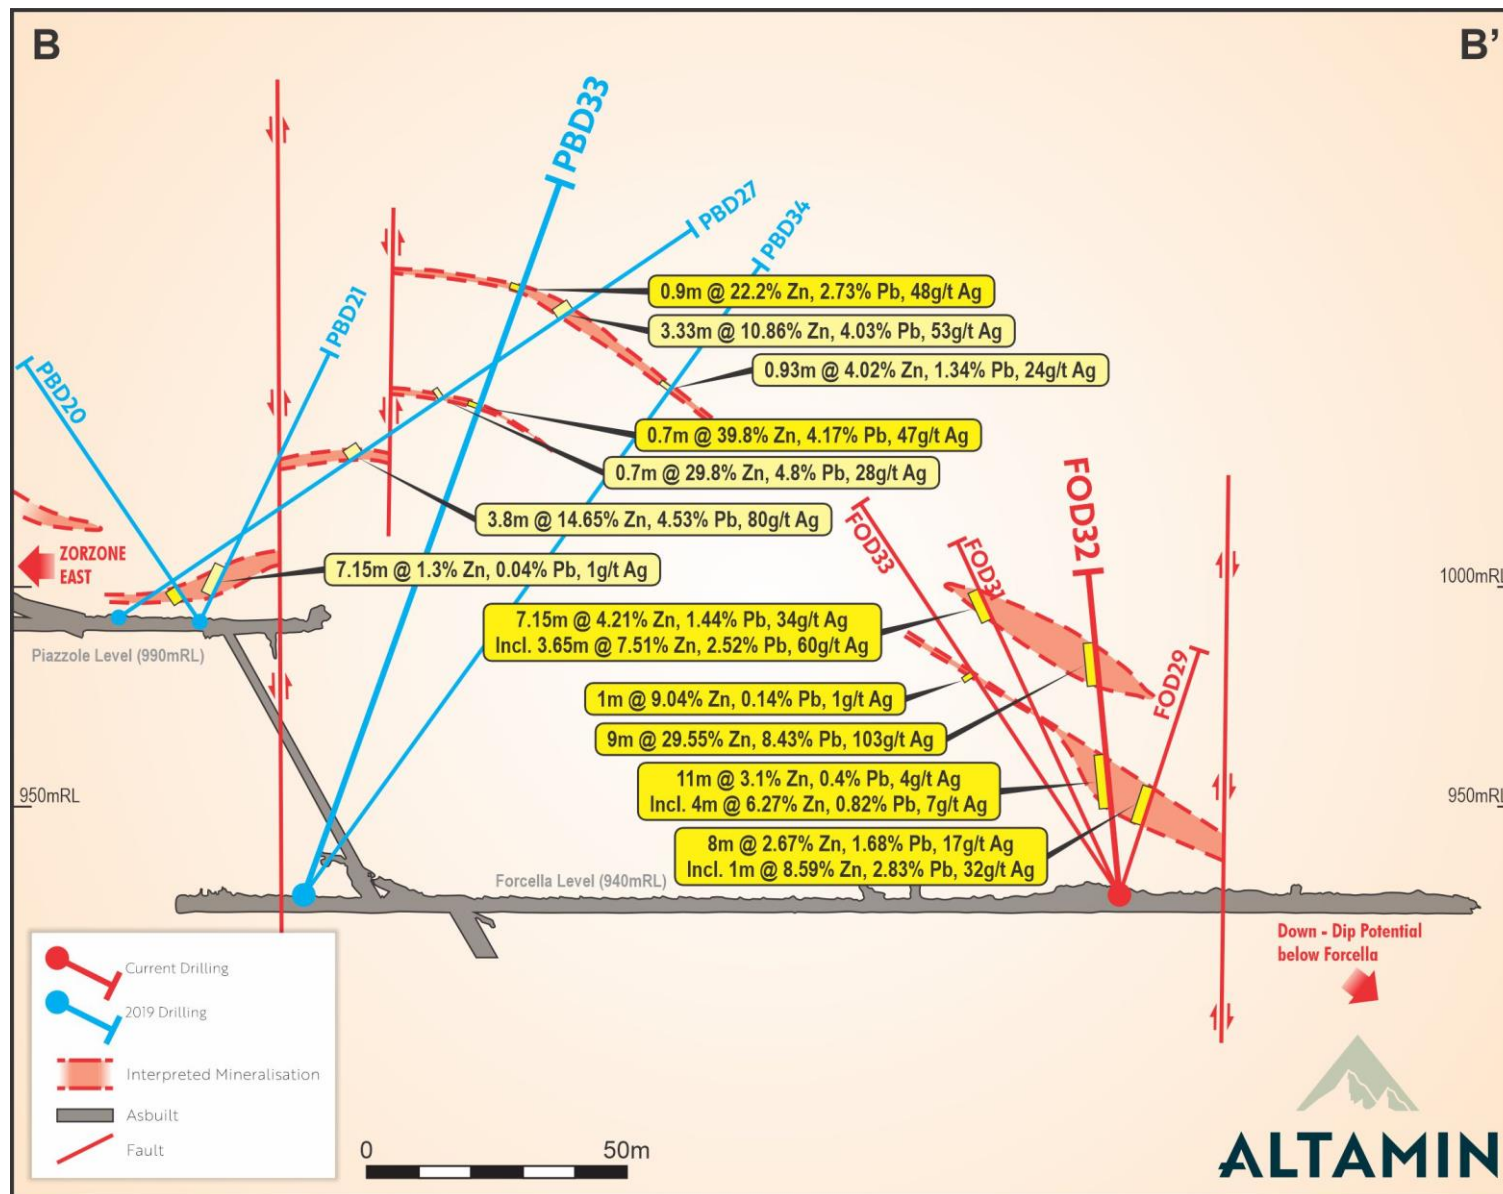 B
B’
PBD33
PBD27
PBD34
PBD21
PBD20
0.9m @ 22.2% Zn, 2.73% Pb, 48g/t Ag
3.33m @ 10.86% Zn, 4.03% Pb, 53g/t Ag
0.93m @ 4.02% Zn, 1.34% Pb, 24g/t Ag
0.7m @ 39.8% Zn, 4.17% Pb, 47g/t Ag
0.7m @ 29.8% Zn, 4.8% Pb, 28g/t Ag
3.8m @ 14.65% Zn, 4.53% Pb, 80g/t Ag
7.15m @ 1.3% Zn, 0.04% Pb, 1g/t Ag
ZORZONE
EAST
FOD33
FOD31
FOD32
FOD29
1000mRL
7.15m @ 4.21% Zn, 1.44% Pb, 34g/t Ag
Incl. 3.65m @ 7.51% Zn, 2.52% Pb, 60g/t Ag
Piazzole Level (990mRL)
1m @ 9.04% Zn, 0.14% Pb, 1g/t Ag
9m @ 29.55% Zn, 8.43% Pb, 103g/t Ag
11m @ 3.1% Zn, 0.4% Pb, 4g/t Ag
Incl. 4m @ 6.27% Zn, 0.82% Pb, 7g/t Ag
950mRL
950mRL
8m @ 2.67% Zn, 1.68% Pb, 17g/t Ag
Incl. 1m @ 8.59% Zn, 2.83% Pb, 32g/t Ag
Forcella Level (940mRL)
Down - Dip Potential
below Forcella
Current Drilling
2019 Drilling
Interpreted Mineralisation
Asbuilt
Fault
0
50m
ALTAMIN